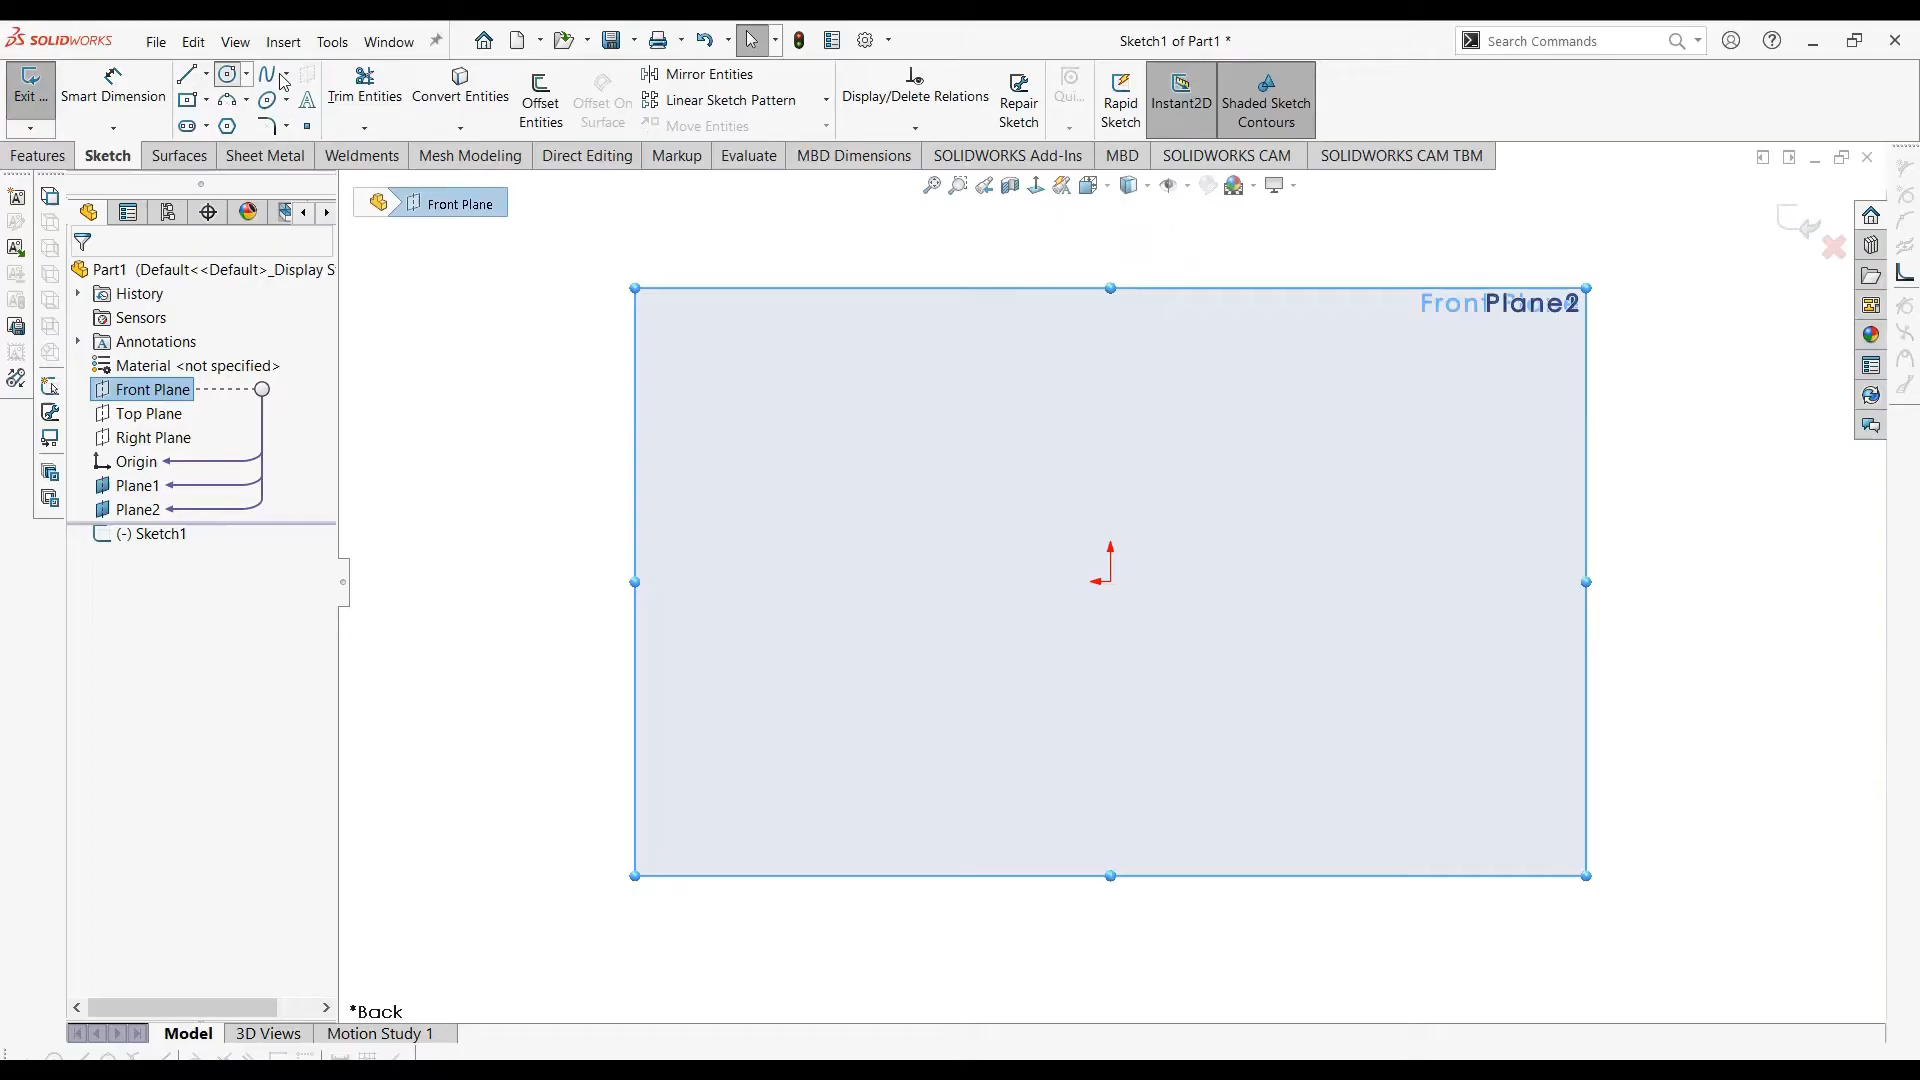 SOLIDWORKS
File Edit View Insert Tools Window
Sketch1 of Part1 *
Search Commands
Exit ...
Smart Dimension
Trim Entities
Convert Entities
Offset Entities
Offset On Surface
Mirror Entities
Linear Sketch Pattern
Move Entities
Display/Delete Relations
Repair Sketch
Qui...
Rapid Sketch
Instant2D
Shaded Sketch Contours
Features Sketch Surfaces Sheet Metal Weldments Mesh Modeling Direct Editing Markup Evaluate MBD Dimensions SOLIDWORKS Add-Ins MBD SOLIDWORKS CAM SOLIDWORKS CAM TBM
Front Plane
Part1 (Default<<Default>_Display S
History
Sensors
Annotations
Material <not specified>
Front Plane
Top Plane
Right Plane
Origin
Plane1
Plane2
(-) Sketch1
Plane2
*Back
Model 3D Views Motion Study 1